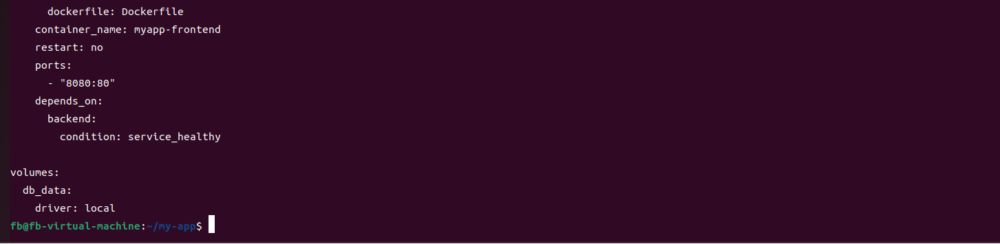 dockerfile: Dockerfile
    container_name: myapp-frontend
    restart: no
    ports:
      - "8080:80"
    depends_on:
      backend:
        condition: service_healthy

volumes:
  db_data:
    driver: local
fb@fb-virtual-machine:~/my-app$